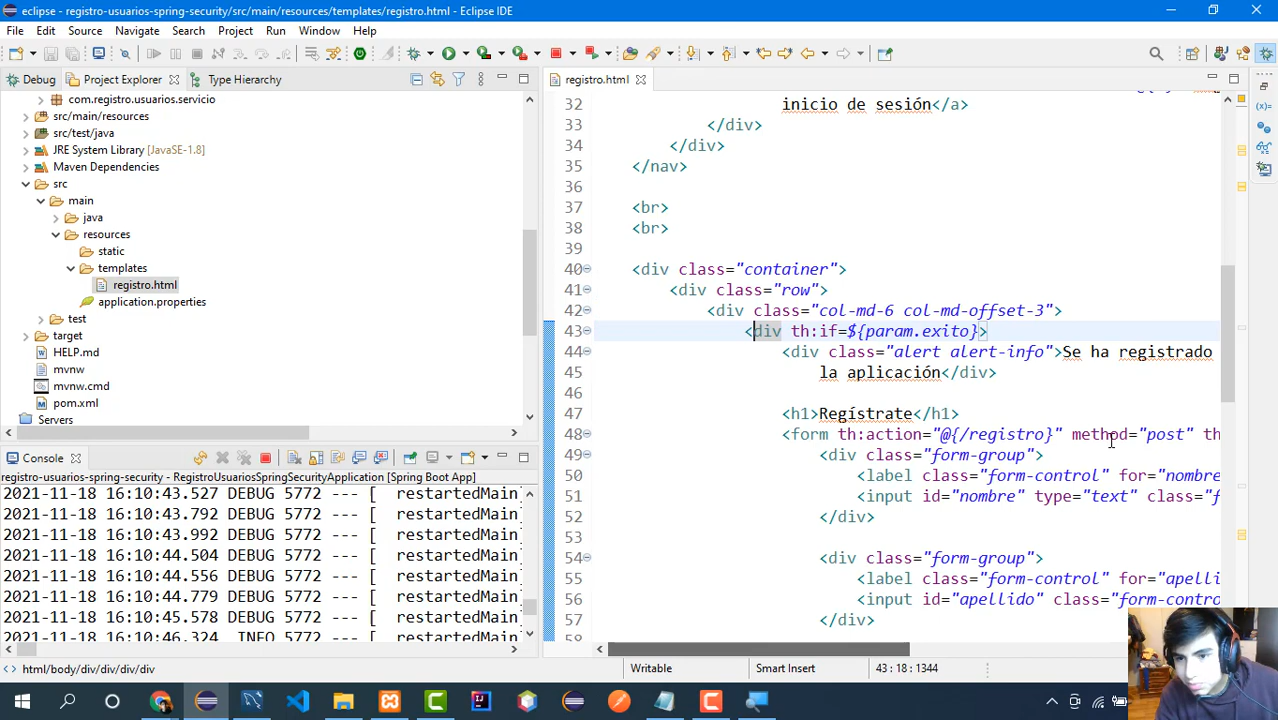 eclipse - registro-usuarios-spring-security/src/main/resources/templates/registro.html - Eclipse IDE
File Edit Source Navigate Search Project Run Window Help
Debug Project Explorer Type Hierarchy
com.registro.usuarios.servicio
src/main/resources
src/test/java
JRE System Library [JavaSE-1.8]
Maven Dependencies
src
main
java
resources
static
templates
registro.html
application.properties
test
target
HELP.md
mvnw
mvnw.cmd
pom.xml
Servers
Console
registro-usuarios-spring-security - RegistroUsuariosSpringSecurityApplication [Spring Boot App]
2021-11-18 16:10:43.527 DEBUG 5772 --- [ restartedMain]
2021-11-18 16:10:43.792 DEBUG 5772 --- [ restartedMain]
2021-11-18 16:10:43.992 DEBUG 5772 --- [ restartedMain]
2021-11-18 16:10:44.504 DEBUG 5772 --- [ restartedMain]
2021-11-18 16:10:44.556 DEBUG 5772 --- [ restartedMain]
2021-11-18 16:10:44.779 DEBUG 5772 --- [ restartedMain]
2021-11-18 16:10:45.578 DEBUG 5772 --- [ restartedMain]
2021-11-18 16:10:46.324 INFO 5772 --- [ restartedMain]
registro.html
32 inicio de sesión</a>
33 </div>
34 </div>
35 </nav>
36
37 <br>
38 <br>
39
40 <div class="container">
41 <div class="row">
42 <div class="col-md-6 col-md-offset-3">
43 <div th:if=${param.exito}>
44 <div class="alert alert-info">Se ha registrado
45 la aplicación</div>
46
47 <h1>Regístrate</h1>
48 <form th:action="@{/registro}" method="post" th
49 <div class="form-group">
50 <label class="form-control" for="nombre
51 <input id="nombre" type="text" class="f
52 </div>
53
54 <div class="form-group">
55 <label class="form-control" for="apelli
56 <input id="apellido" class="form-contro
57 </div>
58
html/body/div/div/div/div
Writable Smart Insert 43 : 18 : 1344